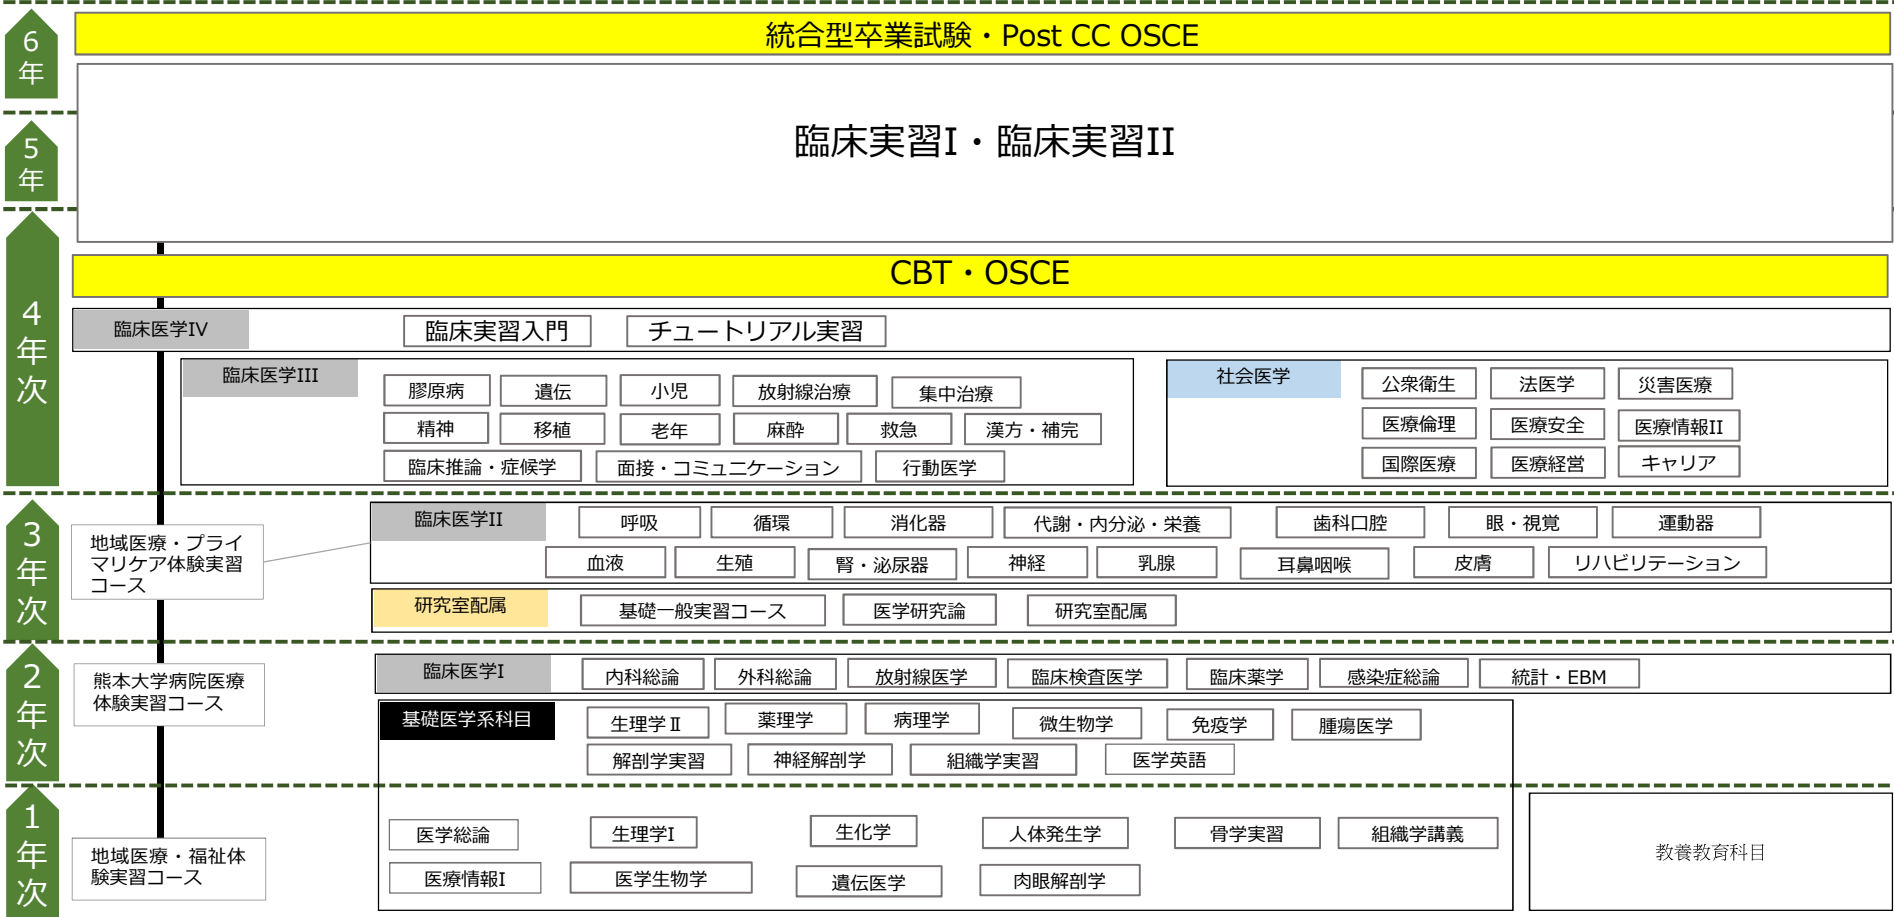 6
年
統合型卒業試験・Post CC OSCE
5
年
臨床実習I・臨床実習II
4
年
次
CBT・OSCE
臨床医学IV
臨床実習入門
チュートリアル実習
臨床医学III
膠原病
遺伝
小児
放射線治療
集中治療
精神
移植
老年
麻酔
救急
漢方・補完
臨床推論・症候学
面接・コミュニケーション
行動医学
社会医学
公衆衛生
法医学
災害医療
医療倫理
医療安全
医療情報II
国際医療
医療経営
キャリア
3
年
次
地域医療・プライ
マリケア体験実習
コース
臨床医学II
呼吸
循環
消化器
代謝・内分泌・栄養
歯科口腔
眼・視覚
運動器
血液
生殖
腎・泌尿器
神経
乳腺
耳鼻咽喉
皮膚
リハビリテーション
研究室配属
基礎一般実習コース
医学研究論
研究室配属
2
年
次
熊本大学病院医療
体験実習コース
臨床医学I
内科総論
外科総論
放射線医学
臨床検査医学
臨床薬学
感染症総論
統計・EBM
基礎医学系科目
生理学Ⅱ
薬理学
病理学
微生物学
免疫学
腫瘍医学
解剖学実習
神経解剖学
組織学実習
医学英語
1
年
次
地域医療・福祉体
験実習コース
医学総論
生理学I
生化学
人体発生学
骨学実習
組織学講義
医療情報I
医学生物学
遺伝医学
肉眼解剖学
教養教育科目